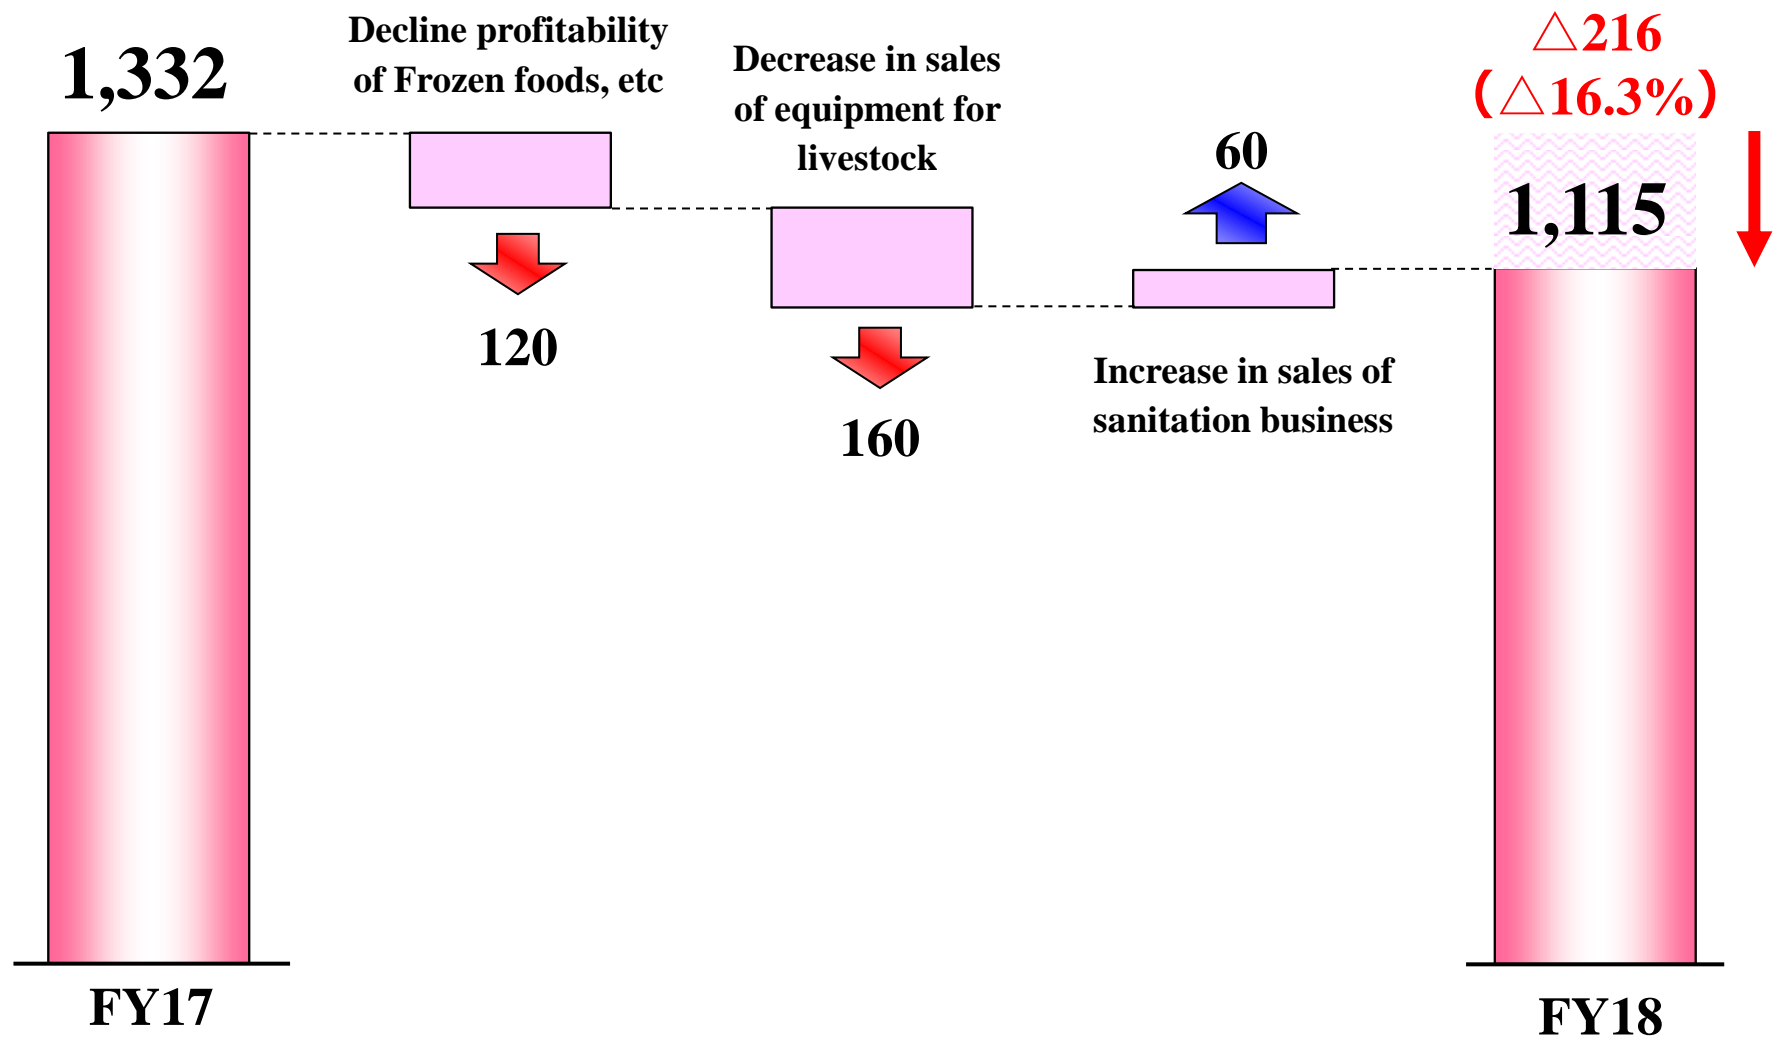 1,332
Decline profitability
of Frozen foods, etc
120
Decrease in sales
of equipment for
livestock
160
60
Increase in sales of
sanitation business
△216
(△16.3%)
1,115
FY17
FY18